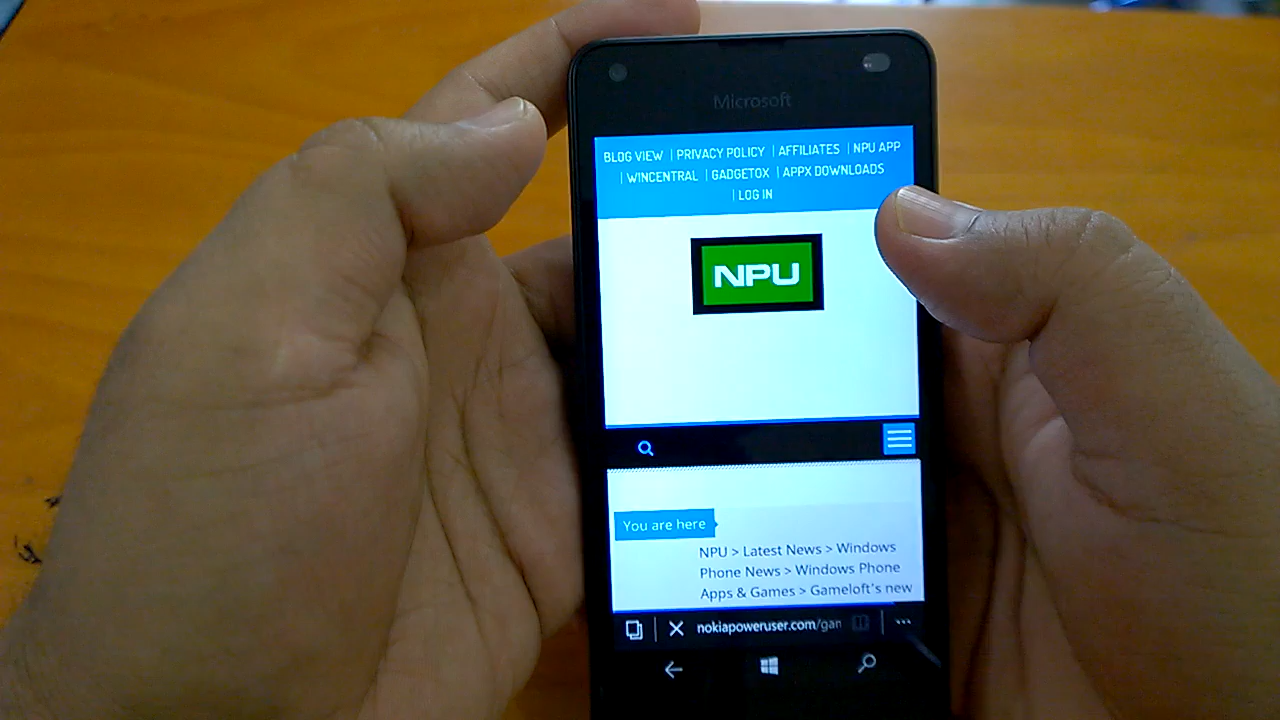 Microsoft
BLOG VIEW | PRIVACY POLICY | AFFILIATES | NPU APP
| WINCENTRAL | GADGETOX | APPX DOWNLOADS
| LOG IN
NPU
You are here
NPU > Latest News > Windows
Phone News > Windows Phone
Apps & Games > Gameloft's new
nokiapoweruser.com/gam